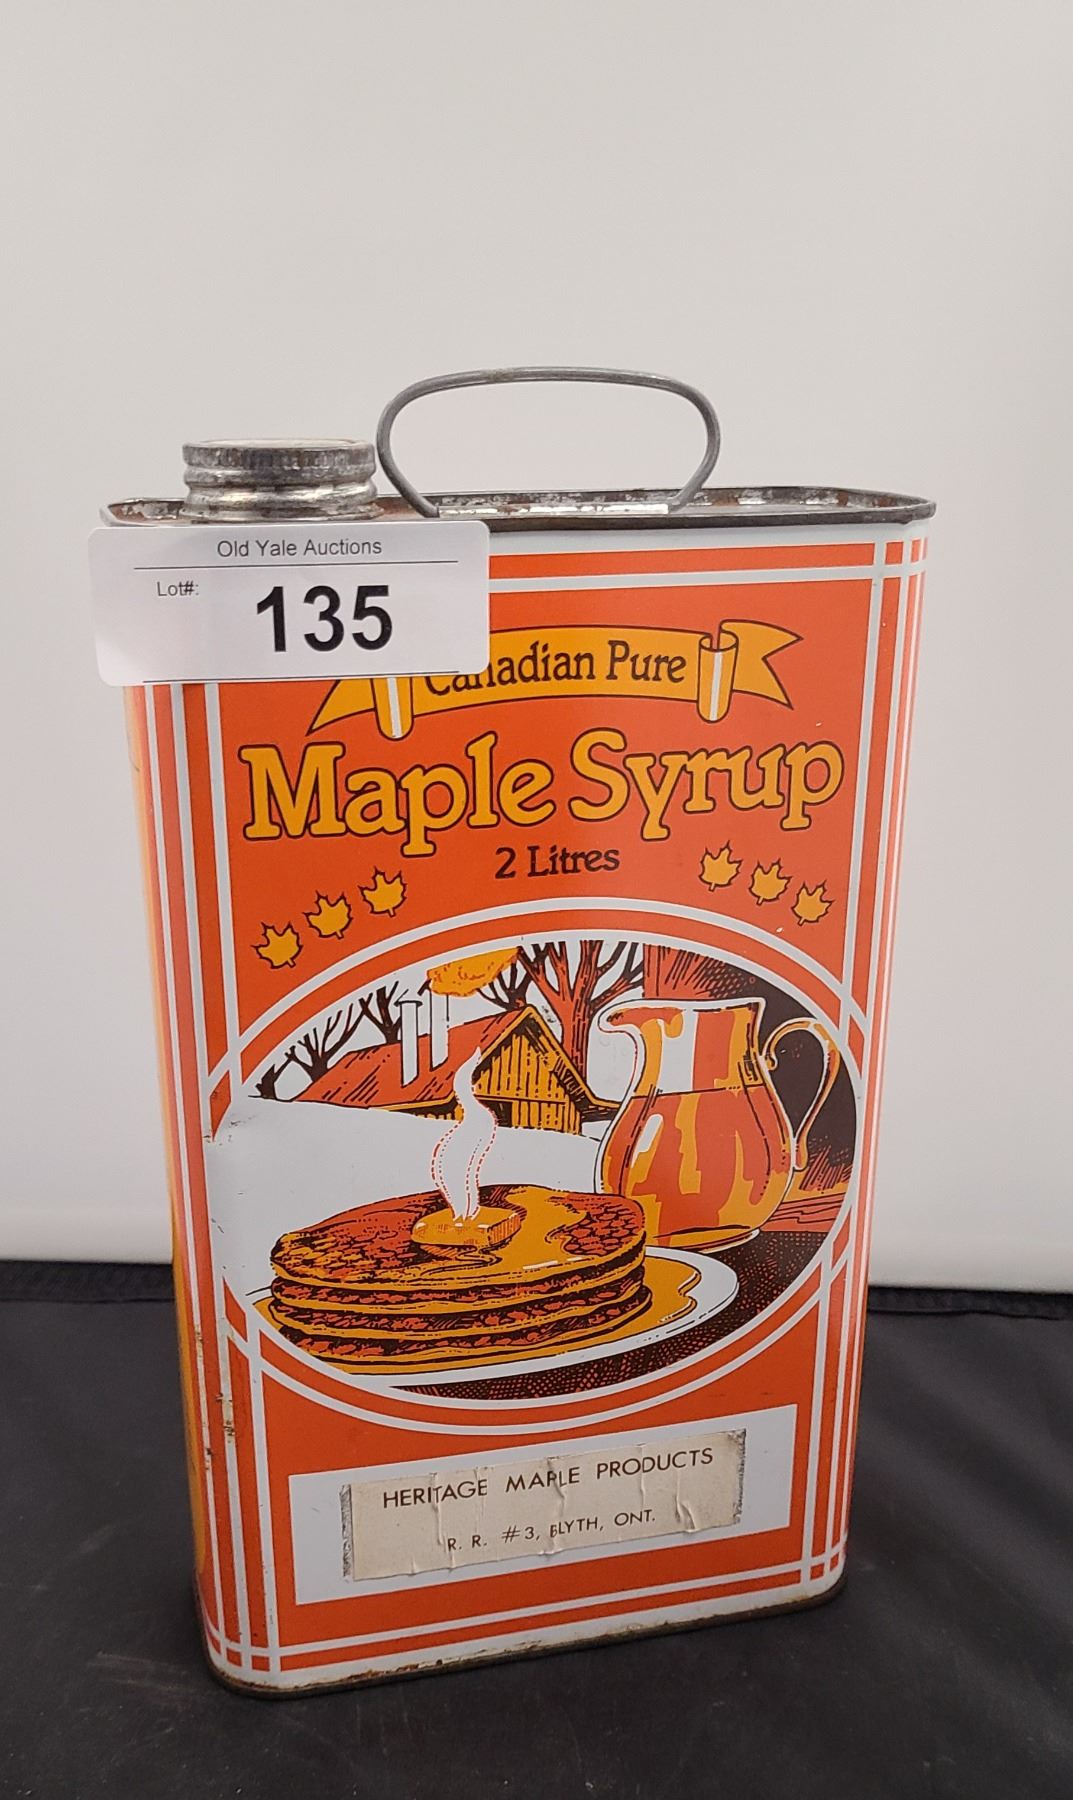 Old Yale Auctions
Lot#: 135
Canadian Pure
Maple Syrup
2 Litres
HERITAGE MAPLE PRODUCTS
R. R. #3, BLYTH, ONT.